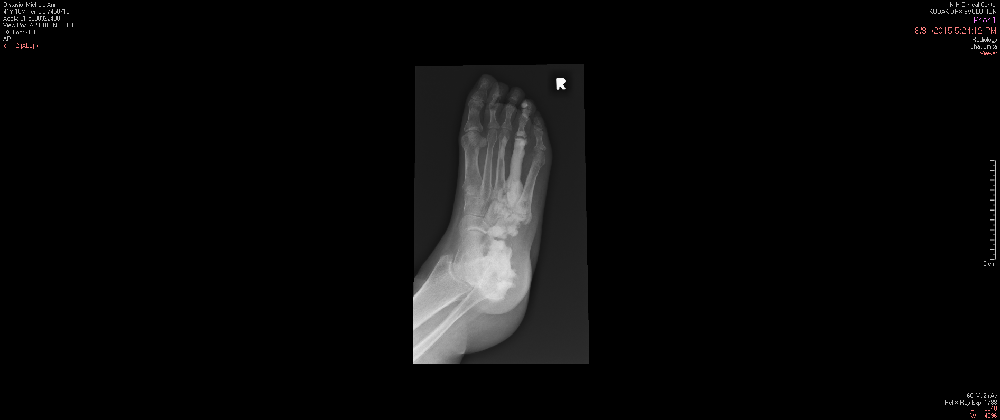 Distasio, Michele Ann
41Y 10M, female,7450710
Acc#: CR5000322438
View Pos: AP OBL INT ROT
DX Foot - RT
AP
< 1 - 2 (ALL) >
NIH Clinical Center
KODAK DRX-EVOLUTION
Prior 1
8/31/2015 5:24:12 PM
Radiology
Jha, Smita
Viewer
R
10 cm
60kV, 2mAs
Rel X Ray Exp: 1788
C 2048
W 4096